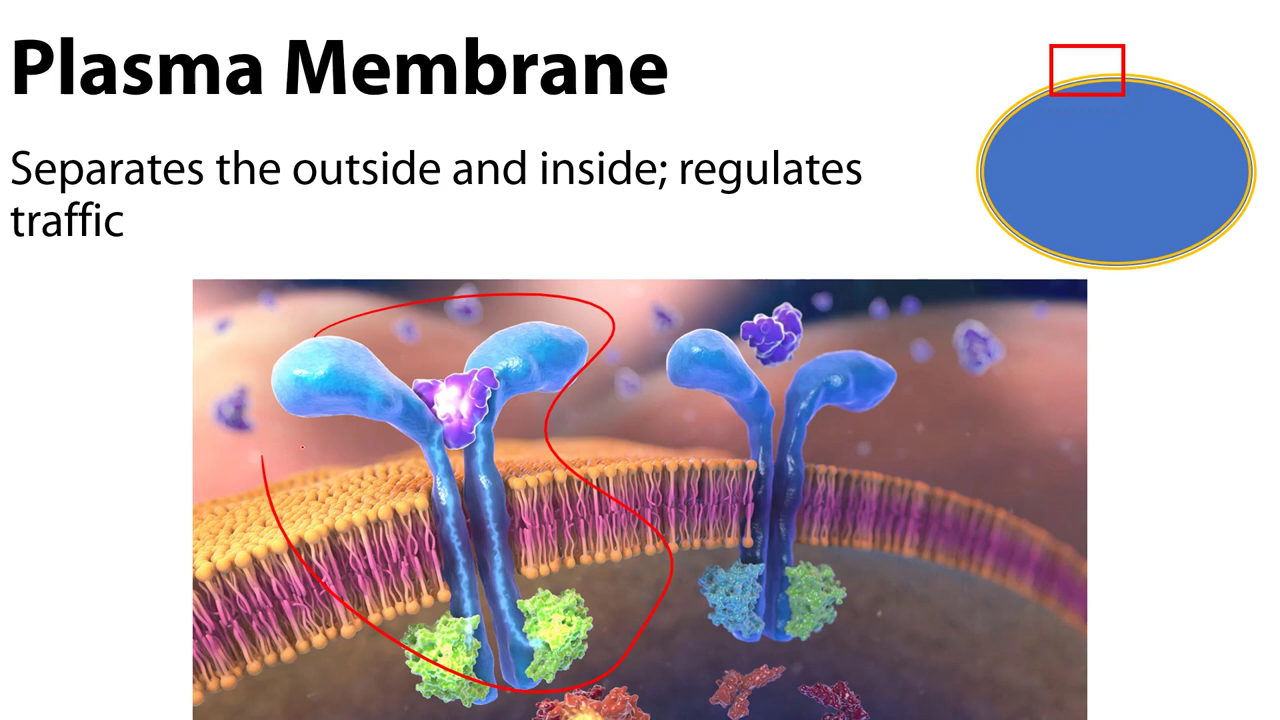 Plasma Membrane
Separates the outside and inside; regulates
traffic